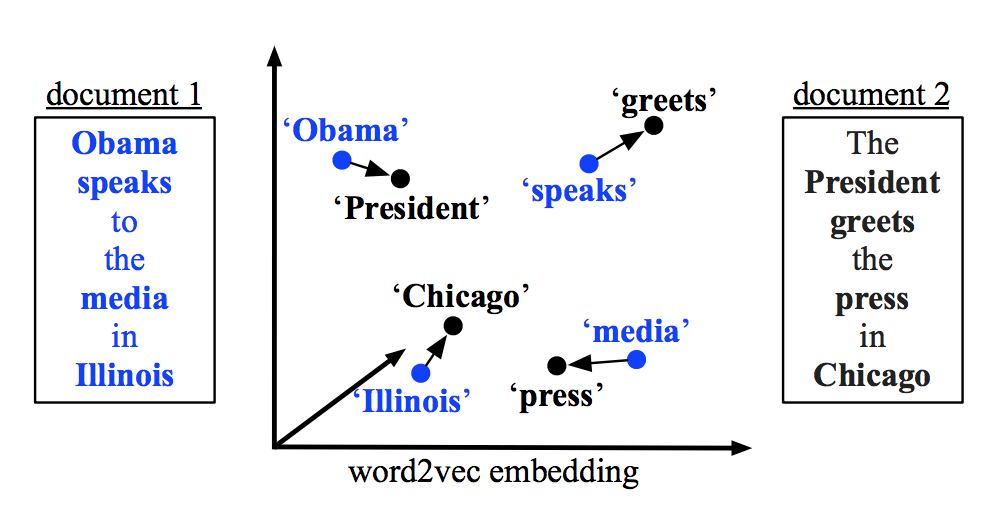 document 1
Obama
speaks
to
the
media
in
Illinois
‘Obama’
‘President’
‘greets’
‘speaks’
‘Chicago’
‘Illinois’
‘media’
‘press’
word2vec embedding
document 2
The
President
greets
the
press
in
Chicago